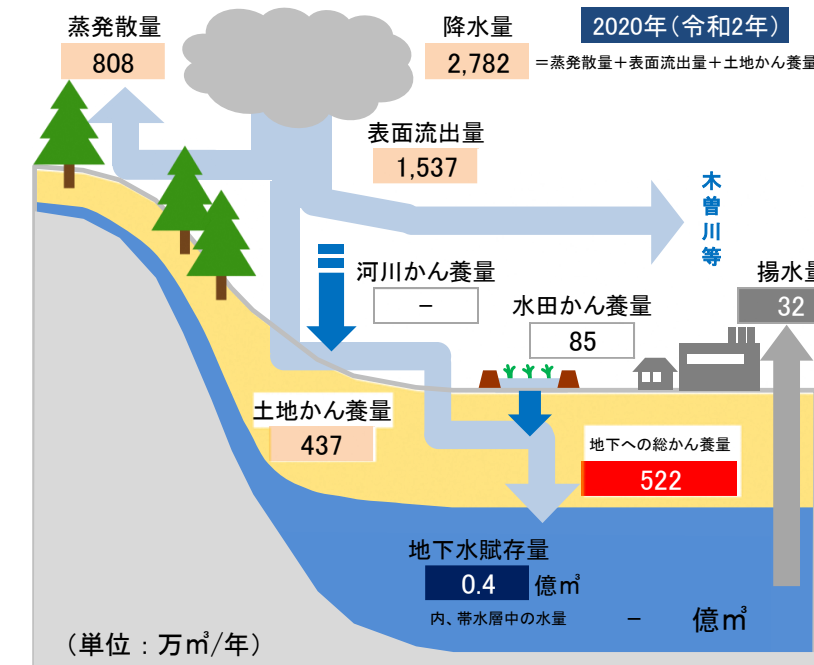 蒸発散量
808
降水量
2,782
2020年(令和2年)
＝蒸発散量＋表面流出量＋土地かん養量
表面流出量
1,537
木曽川等
河川かん養量
－
水田かん養量
85
揚水量
32
土地かん養量
437
地下への総かん養量
522
地下水賦存量
0.4 億㎥
内、帯水層中の水量 － 億㎥
（単位：万㎥/年）